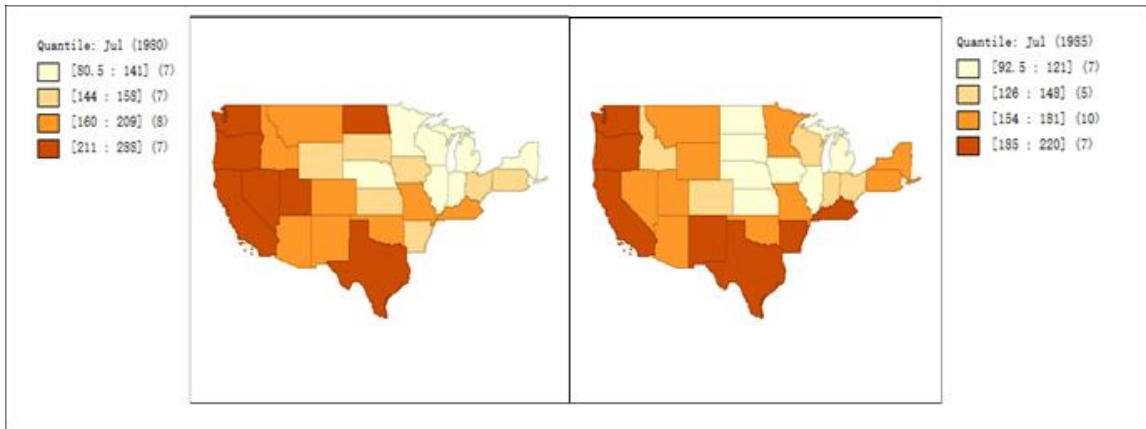 Quantile: Jul (1980)
[80.5 : 141] (7)
[144 : 158] (7)
[160 : 209] (8)
[211 : 288] (7)
Quantile: Jul (1985)
[92.5 : 121] (7)
[126 : 148] (5)
[154 : 181] (10)
[185 : 220] (7)